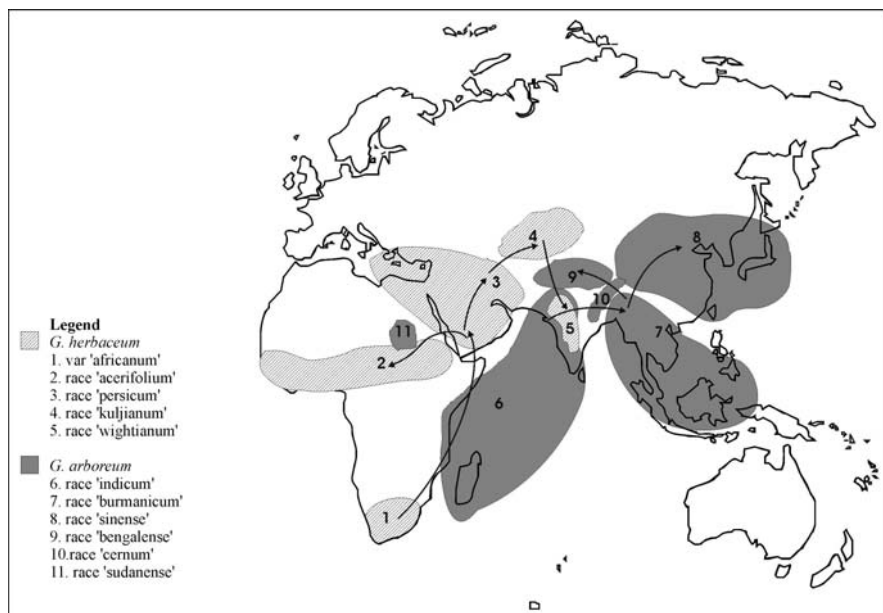 Legend
G. herbaceum
1. var 'africanum'
2. race 'acerifolium'
3. race 'persicum'
4. race 'kuljianum'
5. race 'wightianum'
G. arboreum
6. race 'indicum'
7. race 'burmanicum'
8. race 'sinense'
9. race 'bengalense'
10.race 'cernum'
11. race 'sudanense'
4
8
9
3
10
11
5
7
2
6
1